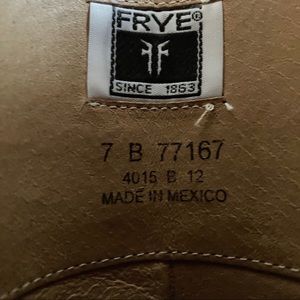 FRYE®
SINCE 1863
7 B 77167
4015 B 12
MADE IN MEXICO